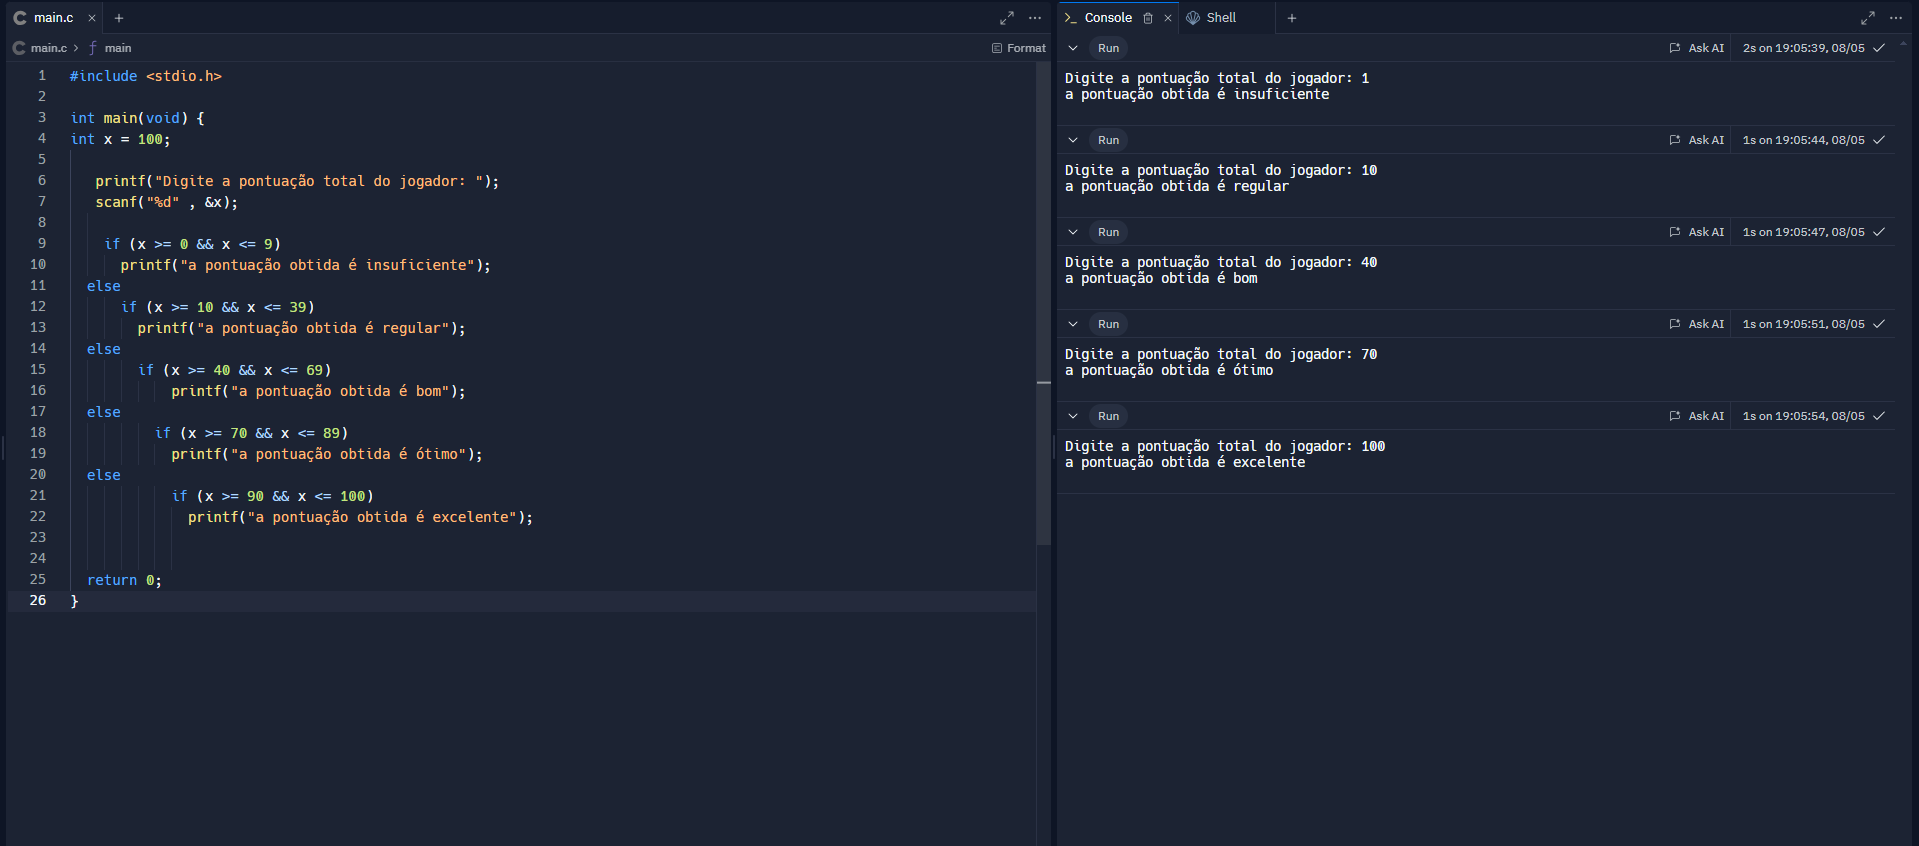 main.c × +
main.c > ƒ main
Format
1 #include <stdio.h>
2
3 int main(void) {
4 int x = 100;
5
6 printf("Digite a pontuação total do jogador: ");
7 scanf("%d" , &x);
8
9 if (x >= 0 && x <= 9)
10 printf("a pontuação obtida é insuficiente");
11 else
12 if (x >= 10 && x <= 39)
13 printf("a pontuação obtida é regular");
14 else
15 if (x >= 40 && x <= 69)
16 printf("a pontuação obtida é bom");
17 else
18 if (x >= 70 && x <= 89)
19 printf("a pontuação obtida é ótimo");
20 else
21 if (x >= 90 && x <= 100)
22 printf("a pontuação obtida é excelente");
23
24
25 return 0;
26 }
Console × Shell +
Run Ask AI 2s on 19:05:39, 08/05
Digite a pontuação total do jogador: 1
a pontuação obtida é insuficiente
Run Ask AI 1s on 19:05:44, 08/05
Digite a pontuação total do jogador: 10
a pontuação obtida é regular
Run Ask AI 1s on 19:05:47, 08/05
Digite a pontuação total do jogador: 40
a pontuação obtida é bom
Run Ask AI 1s on 19:05:51, 08/05
Digite a pontuação total do jogador: 70
a pontuação obtida é ótimo
Run Ask AI 1s on 19:05:54, 08/05
Digite a pontuação total do jogador: 100
a pontuação obtida é excelente